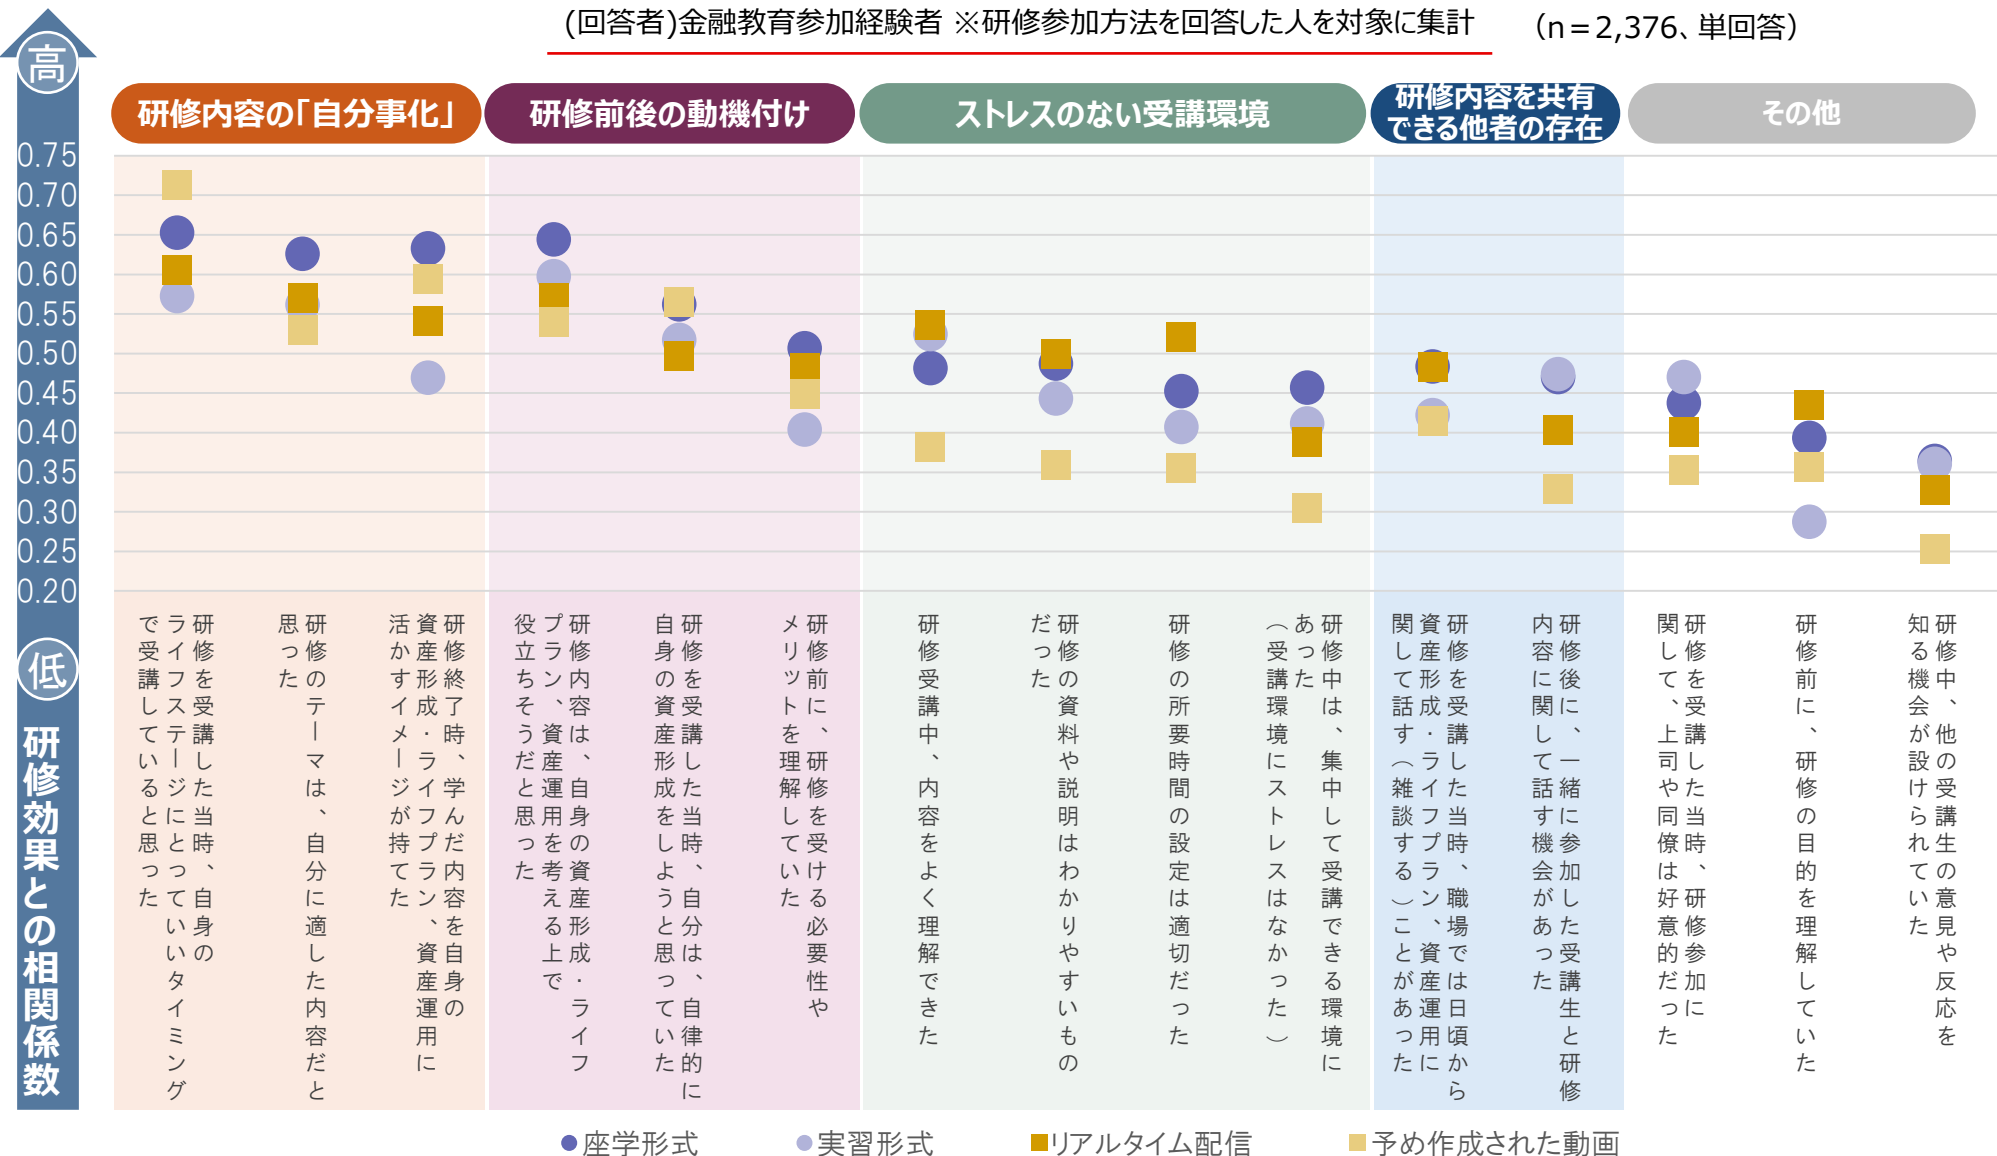 (回答者)金融教育参加経験者 ※研修参加方法を回答した人を対象に集計
（n＝2,376、単回答）
高
研修内容の「自分事化」
研修前後の動機付け
ストレスのない受講環境
研修内容を共有
できる他者の存在
その他
0.75
0.70
0.65
0.60
0.55
0.50
0.45
0.40
0.35
0.30
0.25
0.20
低
研修効果との相関係数
研修を受講した当時、自身の
ライフステージにとっていいタイミング
で受講していると思った
研修のテーマは、自分に適した内容だと
思った
研修終了時、学んだ内容を自身の
資産形成・ライフプラン、資産運用に
活かすイメージが持てた
研修内容は、自身の資産形成・ライフ
プラン、資産運用を考える上で
役立ちそうだと思った
研修を受講した当時、自分は、自律的に
自身の資産形成をしようと思っていた
研修前に、研修を受ける必要性や
メリットを理解していた
研修受講中、内容をよく理解できた
研修の資料や説明はわかりやすいもの
だった
研修の所要時間の設定は適切だった
研修中は、集中して受講できる環境に
あった
（受講環境にストレスはなかった）
研修を受講した当時、職場では日頃から
資産形成・ライフプラン、資産運用に
関して話す（雑談する）ことがあった
研修後に、一緒に参加した受講生と研修
内容に関して話す機会があった
研修を受講した当時、研修参加に
関して、上司や同僚は好意的だった
研修前に、研修の目的を理解していた
研修中、他の受講生の意見や反応を
知る機会が設けられていた
座学形式
実習形式
リアルタイム配信
予め作成された動画